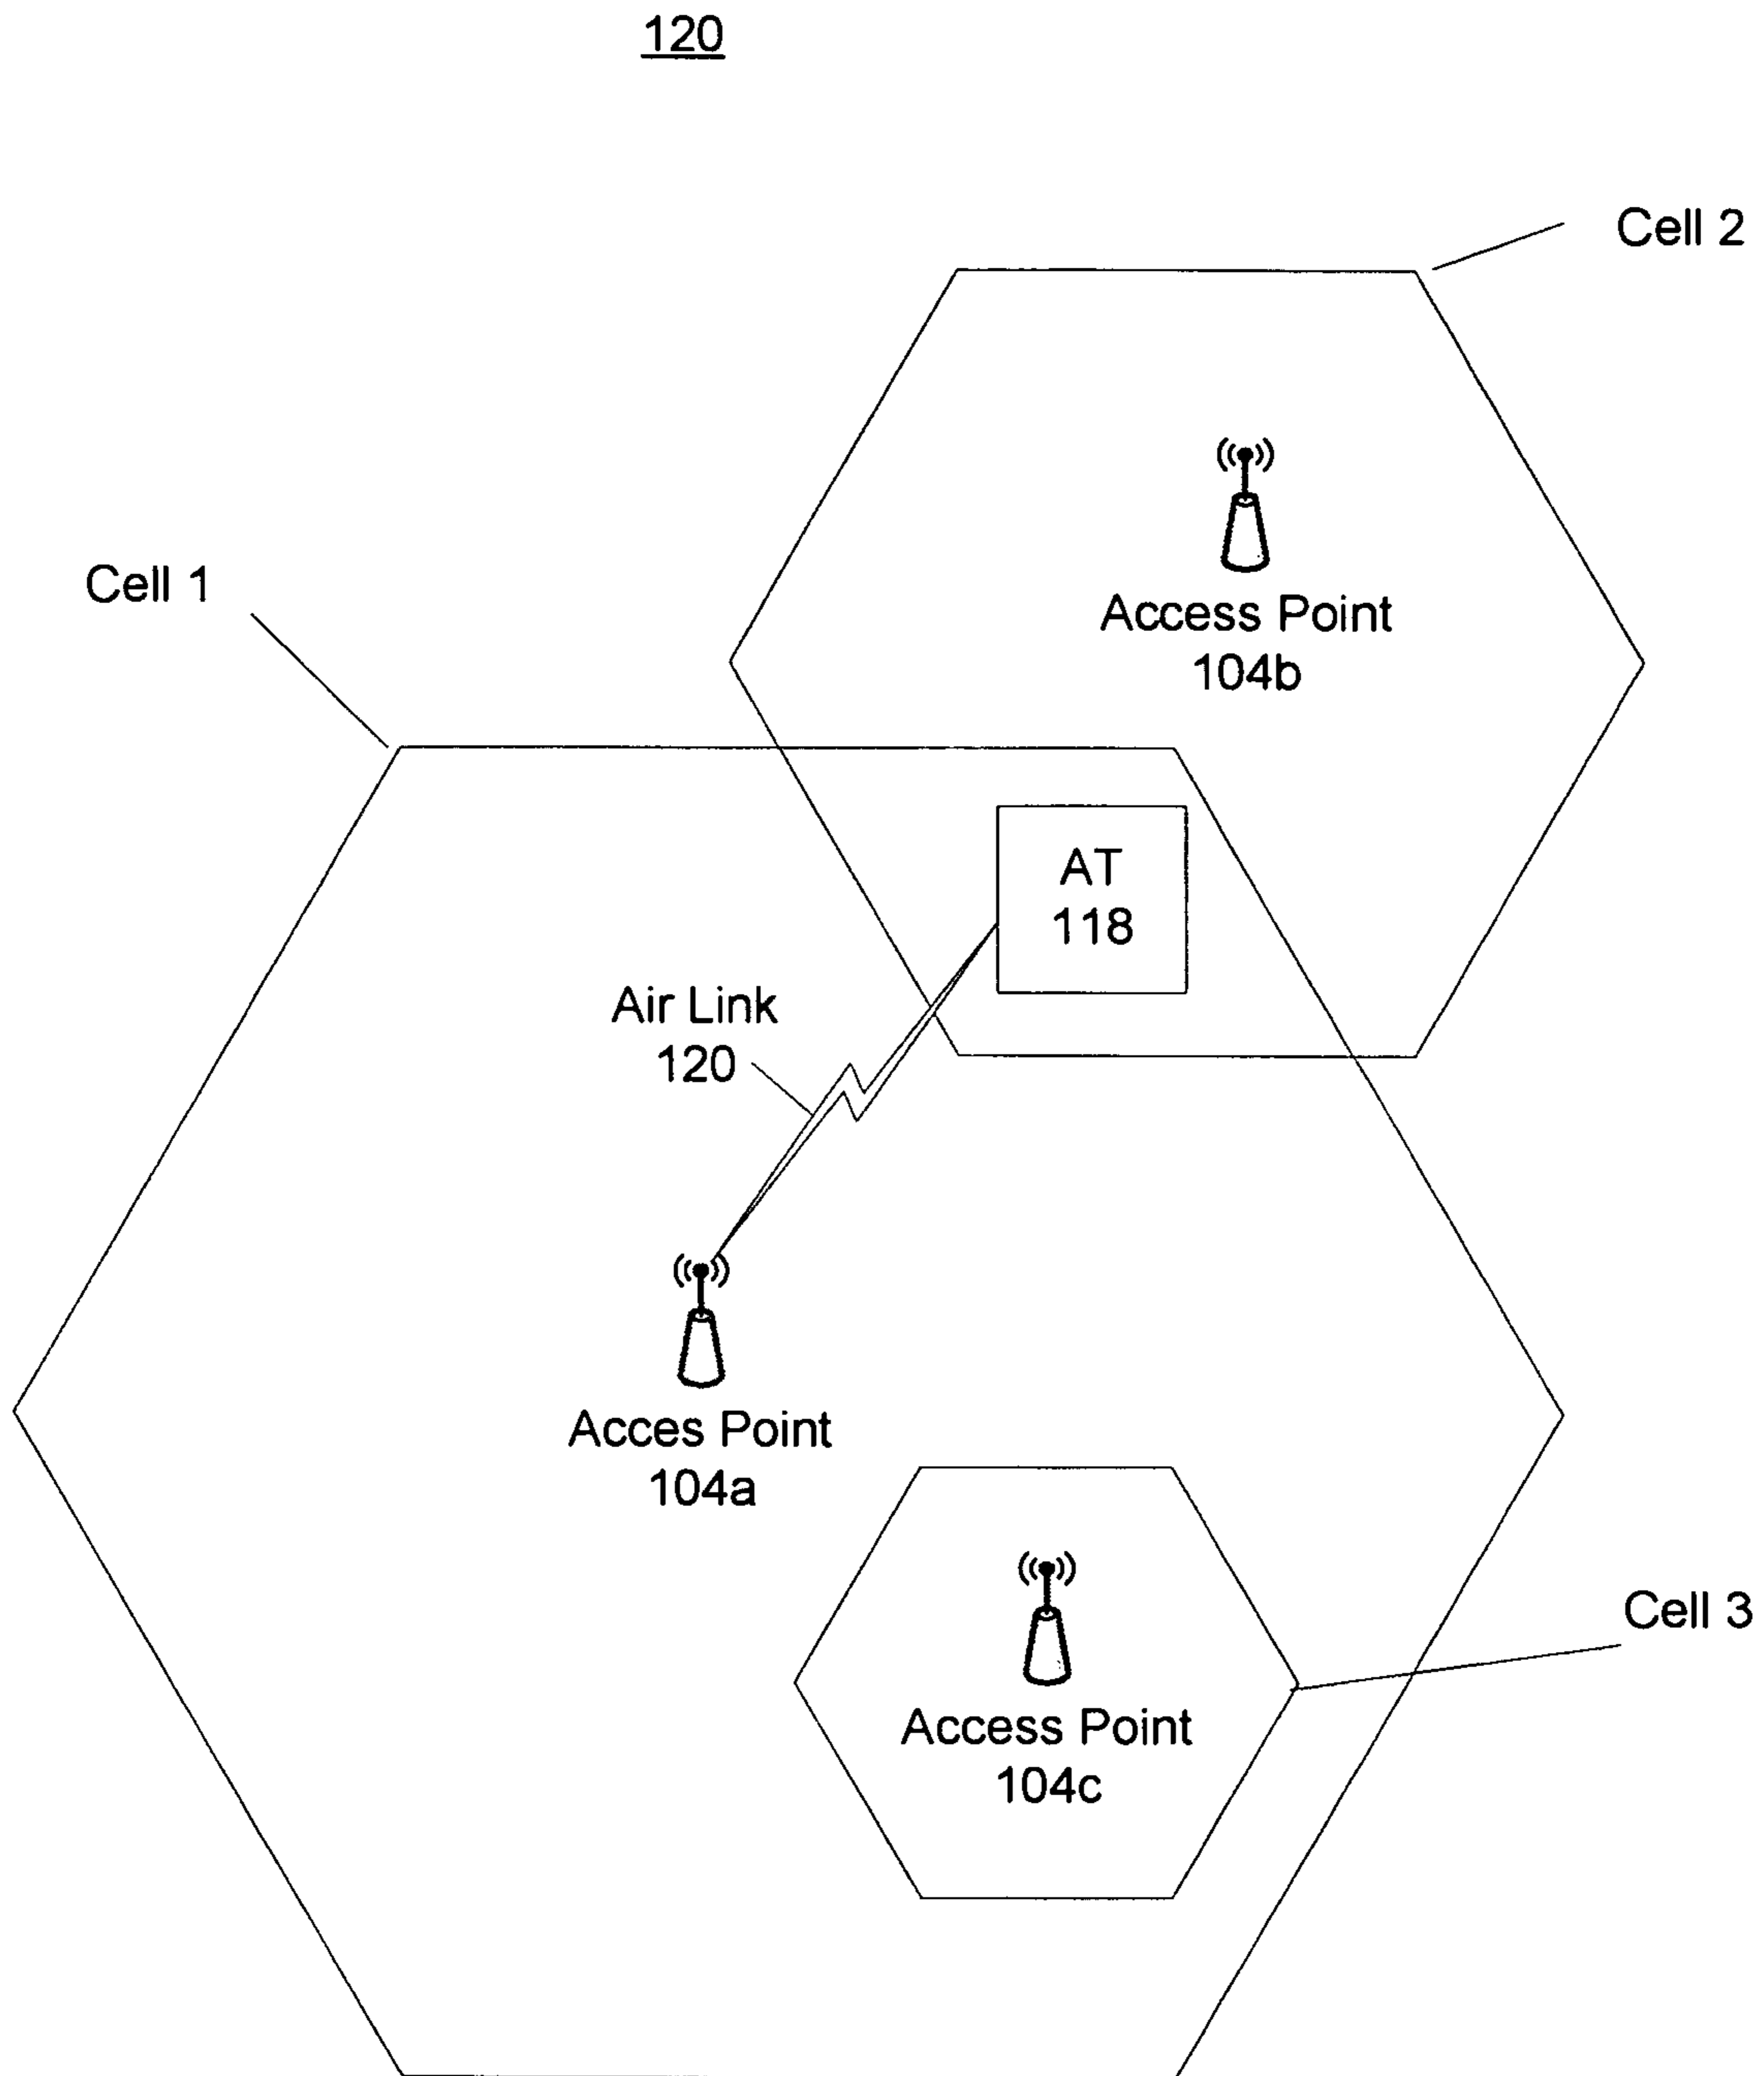 120
Cell 2
Cell 1
Access Point
104b
AT
118
Air Link
120
Acces Point
104a
Cell 3
Access Point
104c